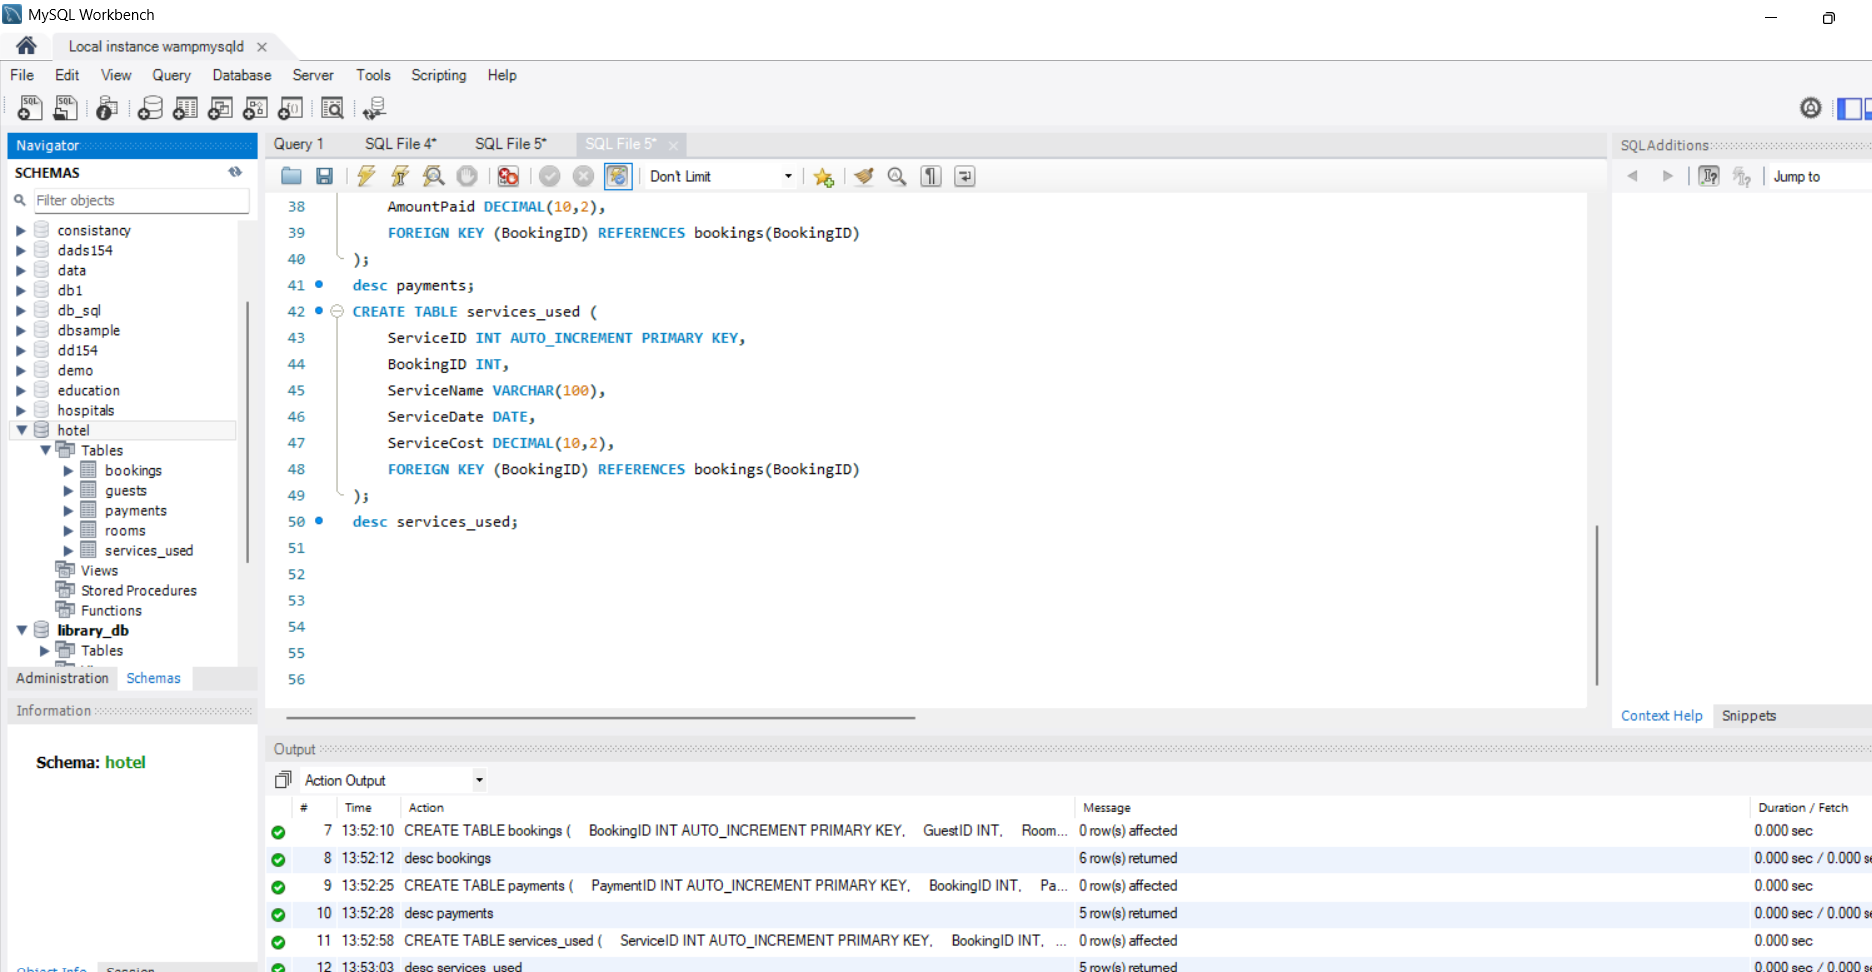 MySQL Workbench
Local instance wampmysqld
File Edit View Query Database Server Tools Scripting Help
Navigator
SCHEMAS
Filter objects
consistancy
dads154
data
db1
db_sql
dbsample
dd154
demo
education
hospitals
hotel
Tables
bookings
guests
payments
rooms
services_used
Views
Stored Procedures
Functions
library_db
Tables
Administration Schemas
Information
Schema: hotel
Object Info Session
Query 1 SQL File 4* SQL File 5* SQL File 5*
Don't Limit
38 AmountPaid DECIMAL(10,2),
39 FOREIGN KEY (BookingID) REFERENCES bookings(BookingID)
40 );
41 desc payments;
42 CREATE TABLE services_used (
43 ServiceID INT AUTO_INCREMENT PRIMARY KEY,
44 BookingID INT,
45 ServiceName VARCHAR(100),
46 ServiceDate DATE,
47 ServiceCost DECIMAL(10,2),
48 FOREIGN KEY (BookingID) REFERENCES bookings(BookingID)
49 );
50 desc services_used;
51
52
53
54
55
56
SQLAdditions
Jump to
Context Help Snippets
Output
Action Output
# Time Action Message Duration / Fetch
7 13:52:10 CREATE TABLE bookings ( BookingID INT AUTO_INCREMENT PRIMARY KEY, GuestID INT, Room... 0 row(s) affected 0.000 sec
8 13:52:12 desc bookings 6 row(s) returned 0.000 sec / 0.000 se
9 13:52:25 CREATE TABLE payments ( PaymentID INT AUTO_INCREMENT PRIMARY KEY, BookingID INT, Pa... 0 row(s) affected 0.000 sec
10 13:52:28 desc payments 5 row(s) returned 0.000 sec / 0.000 se
11 13:52:58 CREATE TABLE services_used ( ServiceID INT AUTO_INCREMENT PRIMARY KEY, BookingID INT, ... 0 row(s) affected 0.000 sec
12 13:53:03 desc services_used 5 row(s) returned 0.000 sec / 0.000 se